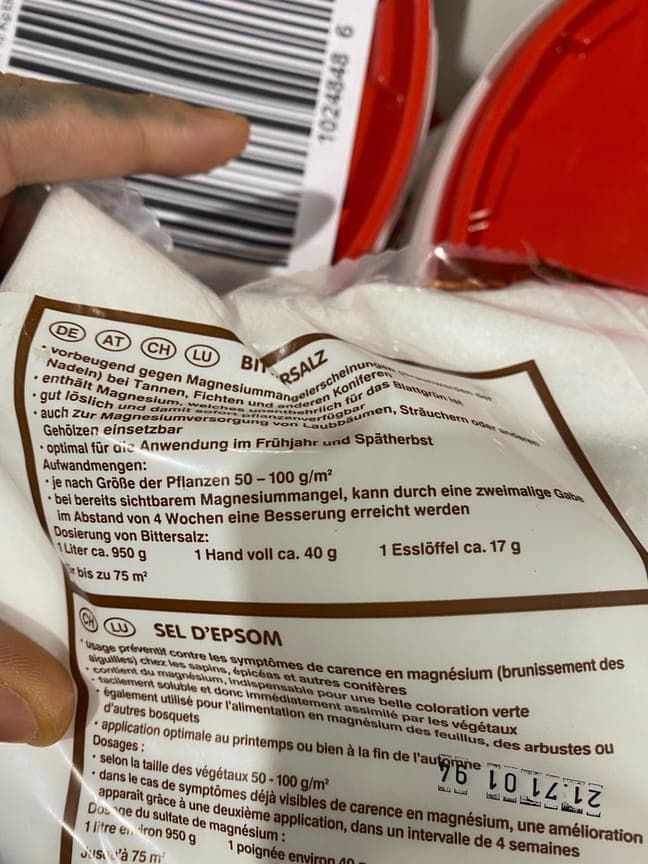 1024848 6
DE AT CH LU
BITTERSALZ
• vorbeugend gegen Magnesiummangelerscheinungen
Nadeln) bei Tannen, Fichten und anderen Koniferen
• enthält Magnesium, welches unentbehrlich für das Blattgrün ist
• gut löslich und damit sofort pflanzenverfügbar
• auch zur Magnesiumversorgung von Laubbäumen, Sträuchern oder anderen
Gehölzen einsetzbar
• optimal für die Anwendung im Frühjahr und Spätherbst
Aufwandmengen:
• je nach Größe der Pflanzen 50 – 100 g/m²
• bei bereits sichtbarem Magnesiummangel, kann durch eine zweimalige Gabe
im Abstand von 4 Wochen eine Besserung erreicht werden
Dosierung von Bittersalz:
1 Liter ca. 950 g 1 Hand voll ca. 40 g 1 Esslöffel ca. 17 g
bis zu 75 m²
CH LU
SEL D'EPSOM
• usage préventif contre les symptômes de carence en magnésium (brunissement des
aiguilles) chez les sapins, épicéas et autres conifères
• contient du magnésium, indispensable pour une belle coloration verte
• facilement soluble et donc immédiatement assimilé par les végétaux
• également utilisé pour l'alimentation en magnésium des feuillus, des arbustes ou
d'autres bosquets
• application optimale au printemps ou bien à la fin de l'automne
Dosages :
• selon la taille des végétaux 50 - 100 g/m²
• dans le cas de symptômes déjà visibles de carence en magnésium, une amélioration
apparaît grâce à une deuxième application, dans un intervalle de 4 semaines
Dosage du sulfate de magnésium :
1 litre environ 950 g 1 poignée environ 40
Jusqu'à 75 m²